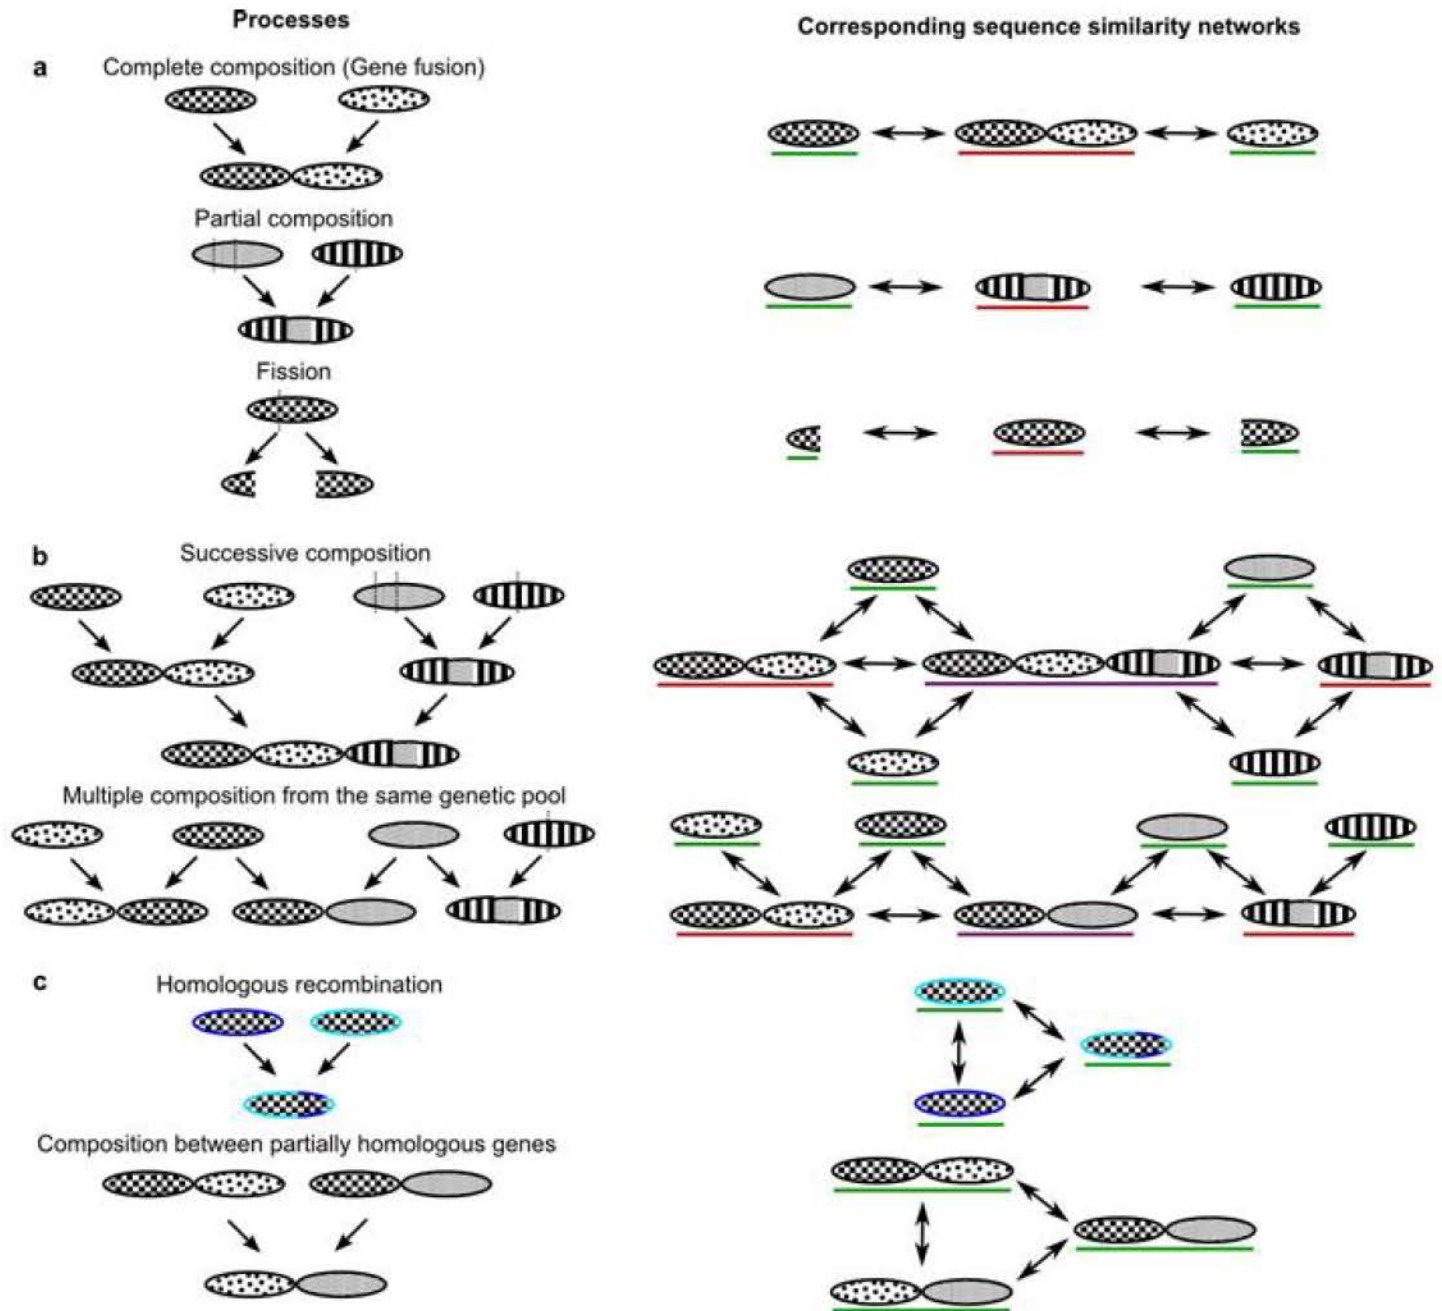 Processes
Corresponding sequence similarity networks
a
Complete composition (Gene fusion)
Partial composition
Fission
b
Successive composition
Multiple composition from the same genetic pool
c
Homologous recombination
Composition between partially homologous genes